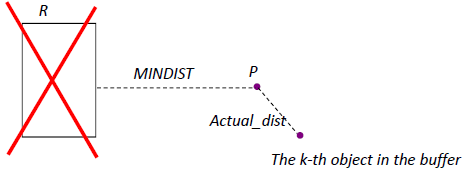 R
MINDIST
P
Actual_dist
The k-th object in the buffer